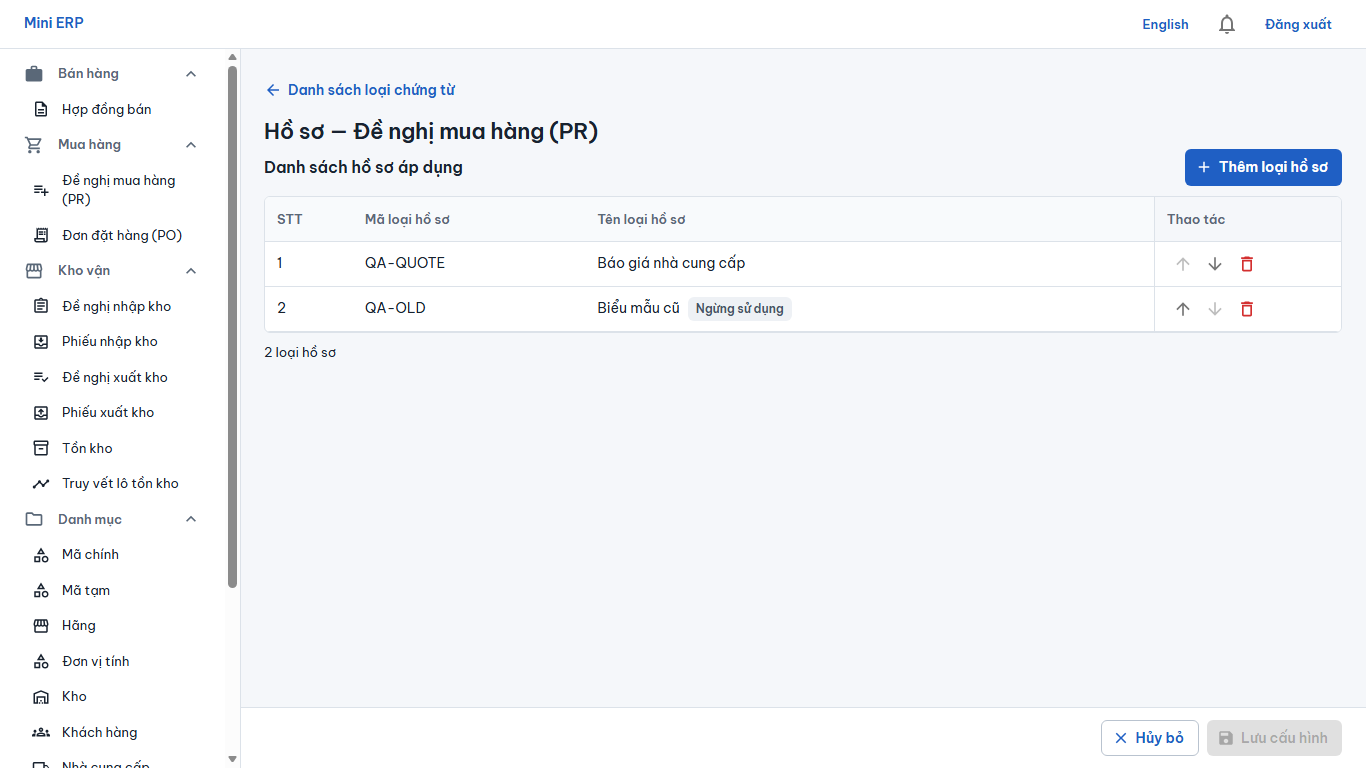 Mini ERP
English
Đăng xuất
Bán hàng
Hợp đồng bán
Mua hàng
Đề nghị mua hàng
(PR)
Đơn đặt hàng (PO)
Kho vận
Đề nghị nhập kho
Phiếu nhập kho
Đề nghị xuất kho
Phiếu xuất kho
Tồn kho
Truy vết lô tồn kho
Danh mục
Mã chính
Mã tạm
Hãng
Đơn vị tính
Kho
Khách hàng
Nhà cung cấp
Danh sách loại chứng từ
Hồ sơ — Đề nghị mua hàng (PR)
Danh sách hồ sơ áp dụng
Thêm loại hồ sơ
STT Mã loại hồ sơ Tên loại hồ sơ Thao tác
1 QA-QUOTE Báo giá nhà cung cấp
2 QA-OLD Biểu mẫu cũ Ngừng sử dụng
2 loại hồ sơ
Hủy bỏ
Lưu cấu hình